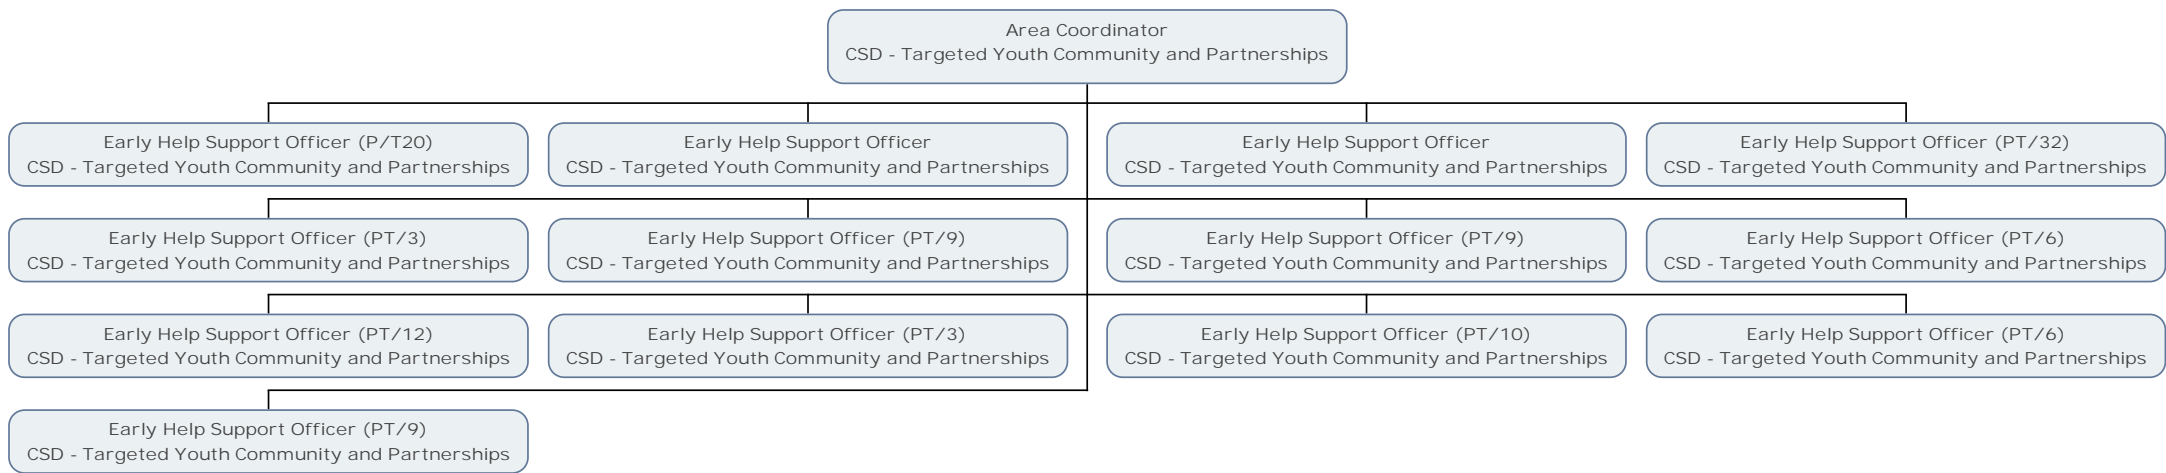 Area Coordinator
CSD - Targeted Youth Community and Partnerships
Early Help Support Officer (P/T20)
CSD - Targeted Youth Community and Partnerships
Early Help Support Officer
CSD - Targeted Youth Community and Partnerships
Early Help Support Officer
CSD - Targeted Youth Community and Partnerships
Early Help Support Officer (PT/32)
CSD - Targeted Youth Community and Partnerships
Early Help Support Officer (PT/3)
CSD - Targeted Youth Community and Partnerships
Early Help Support Officer (PT/9)
CSD - Targeted Youth Community and Partnerships
Early Help Support Officer (PT/9)
CSD - Targeted Youth Community and Partnerships
Early Help Support Officer (PT/6)
CSD - Targeted Youth Community and Partnerships
Early Help Support Officer (PT/12)
CSD - Targeted Youth Community and Partnerships
Early Help Support Officer (PT/3)
CSD - Targeted Youth Community and Partnerships
Early Help Support Officer (PT/10)
CSD - Targeted Youth Community and Partnerships
Early Help Support Officer (PT/6)
CSD - Targeted Youth Community and Partnerships
Early Help Support Officer (PT/9)
CSD - Targeted Youth Community and Partnerships